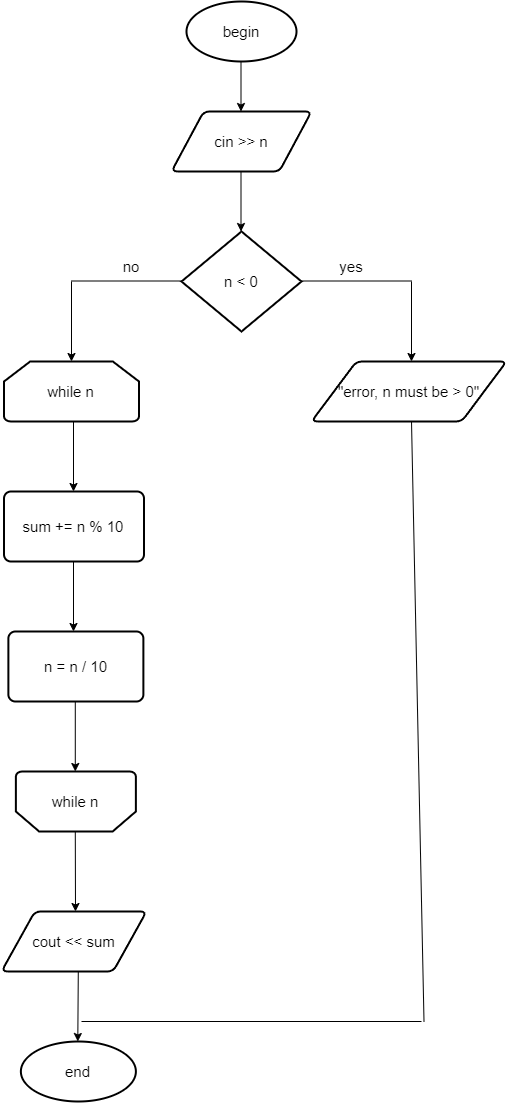 begin
cin >> n
n < 0
no
yes
while n
"error, n must be > 0"
sum += n % 10
n = n / 10
while n
cout << sum
end